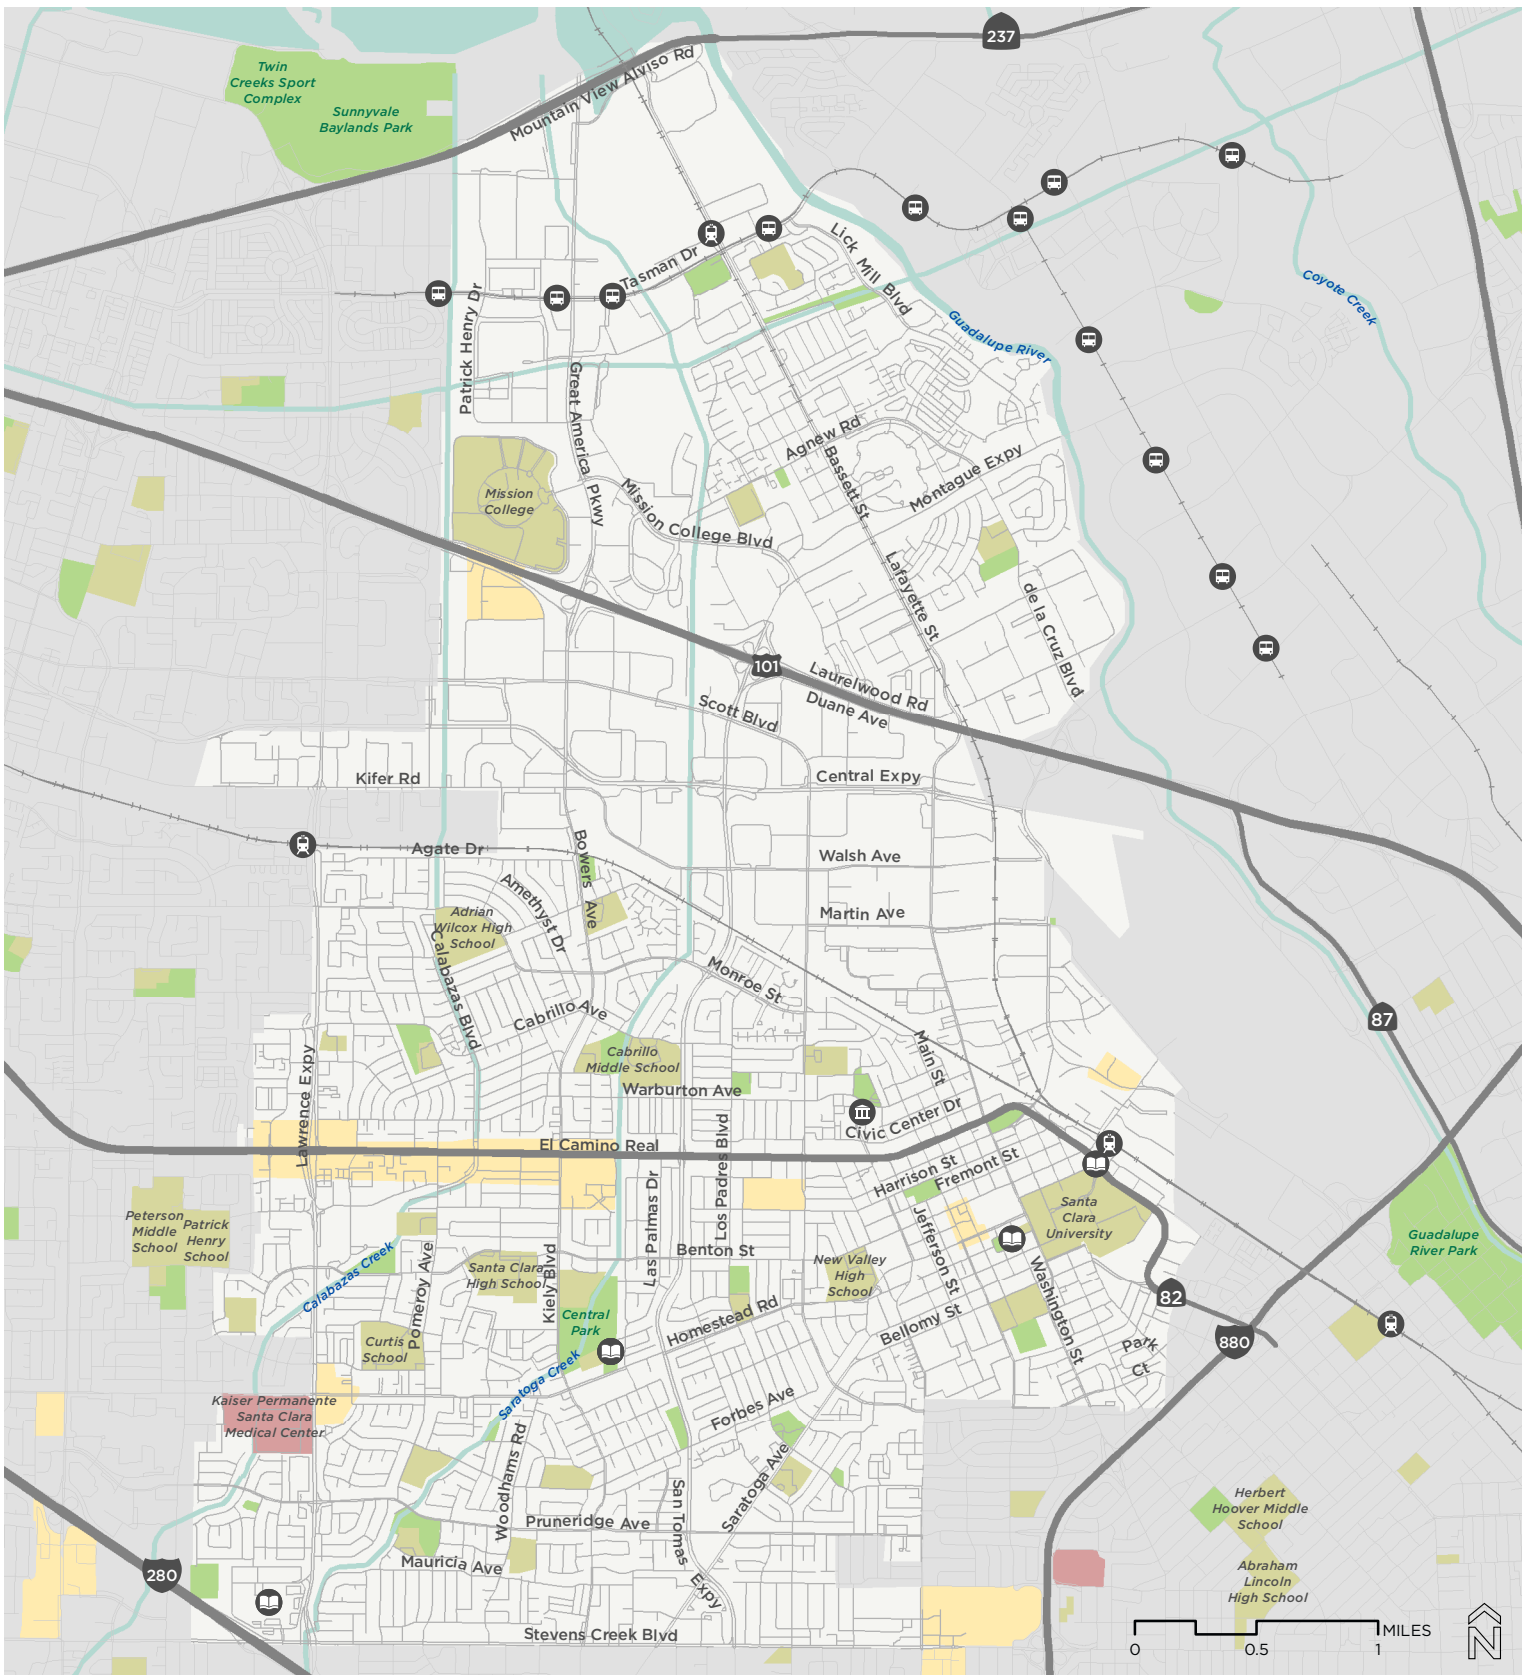 237
Mountain View Alviso Rd
Twin
Creeks Sport
Complex
Sunnyvale
Baylands Park
Lick Mill Blvd
Tasman Dr
Coyote Creek
Patrick Henry Dr
Guadalupe River
Great America Pkwy
Agnew Rd
Bassett St
Montague Expy
Mission
College
Mission College Blvd
Lafayette St
de la Cruz Blvd
101
Laurelwood Rd
Duane Ave
Scott Blvd
Kifer Rd
Central Expy
Agate Dr
Bowers Ave
Walsh Ave
Amethyst Dr
Martin Ave
Adrian
Wilcox High
School
Calabazas Blvd
Monroe St
Cabrillo Ave
87
Main St
Lawrence Expy
Cabrillo
Middle School
Warburton Ave
Civic Center Dr
El Camino Real
Los Padres Blvd
Harrison St
Fremont St
Las Palmas Dr
Peterson
Middle
School
Patrick
Henry
School
Santa
Clara
University
Jefferson St
Guadalupe
River Park
Benton St
Calabazas Creek
Pomeroy Ave
Santa Clara
High School
Kiely Blvd
New Valley
High
School
Washington St
82
Central
Park
Homestead Rd
Bellomy St
880
Curtis
School
Park
Ct
Saratoga Creek
Kaiser Permanente
Santa Clara
Medical Center
Forbes Ave
Woodhams Rd
Saratoga Ave
San Tomas Expy
Herbert
Hoover Middle
School
Pruneridge Ave
Mauricia Ave
280
Abraham
Lincoln
High School
Stevens Creek Blvd
MILES
0 0.5 1
N